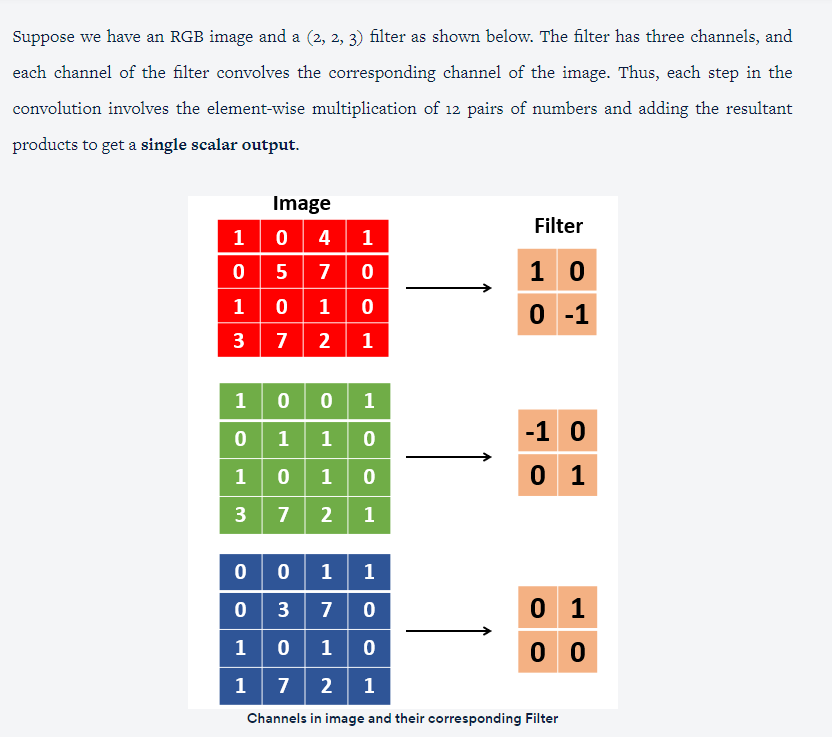 Suppose we have an RGB image and a (2, 2, 3) filter as shown below. The filter has three channels, and
each channel of the filter convolves the corresponding channel of the image. Thus, each step in the
convolution involves the element-wise multiplication of 12 pairs of numbers and adding the resultant
products to get a single scalar output.
Image
1 0 4 1
0 5 7 0
1 0 1 0
3 7 2 1
Filter
1 0
0 -1
1 0 0 1
0 1 1 0
1 0 1 0
3 7 2 1
-1 0
0 1
0 0 1 1
0 3 7 0
1 0 1 0
1 7 2 1
0 1
0 0
Channels in image and their corresponding Filter